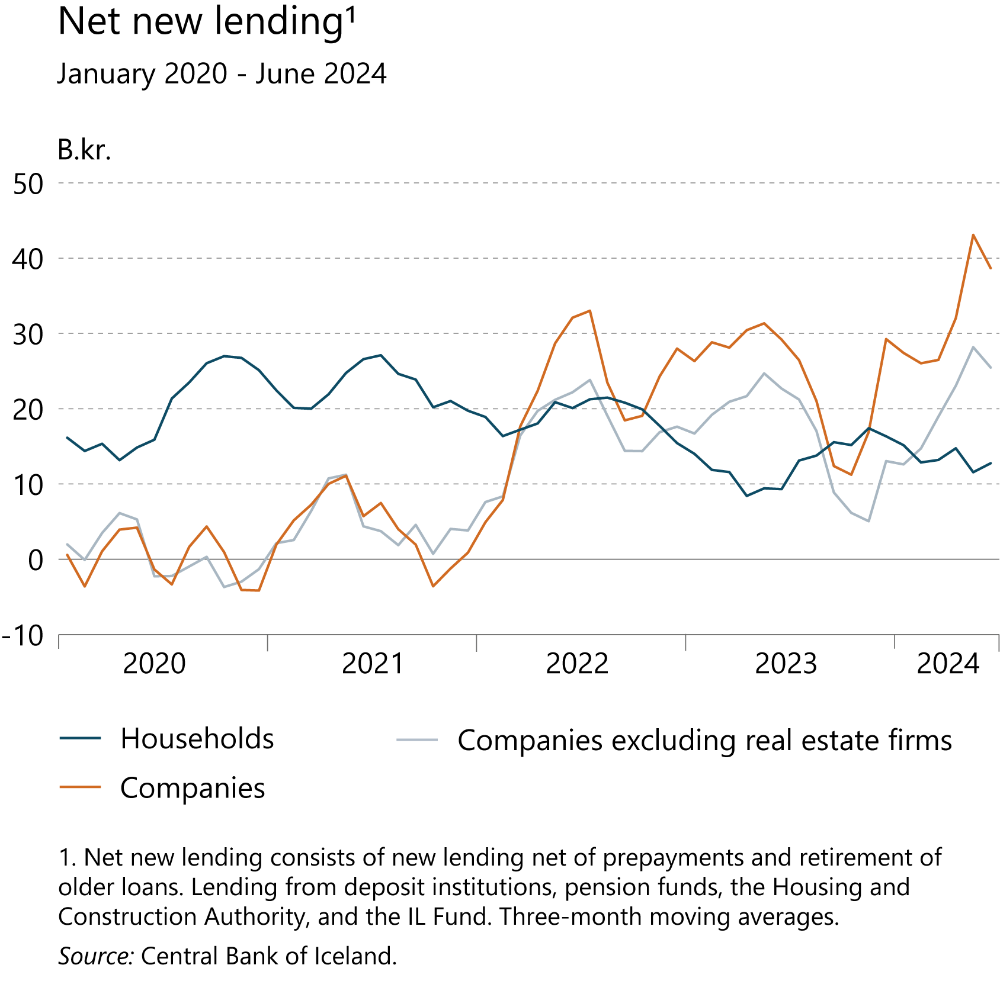 Net new lending¹
January 2020 - June 2024
B.kr.
50
40
30
20
10
0
-10
2020 2021 2022 2023 2024
Households Companies excluding real estate firms
Companies
1. Net new lending consists of new lending net of prepayments and retirement of
older loans. Lending from deposit institutions, pension funds, the Housing and
Construction Authority, and the IL Fund. Three-month moving averages.
Source: Central Bank of Iceland.